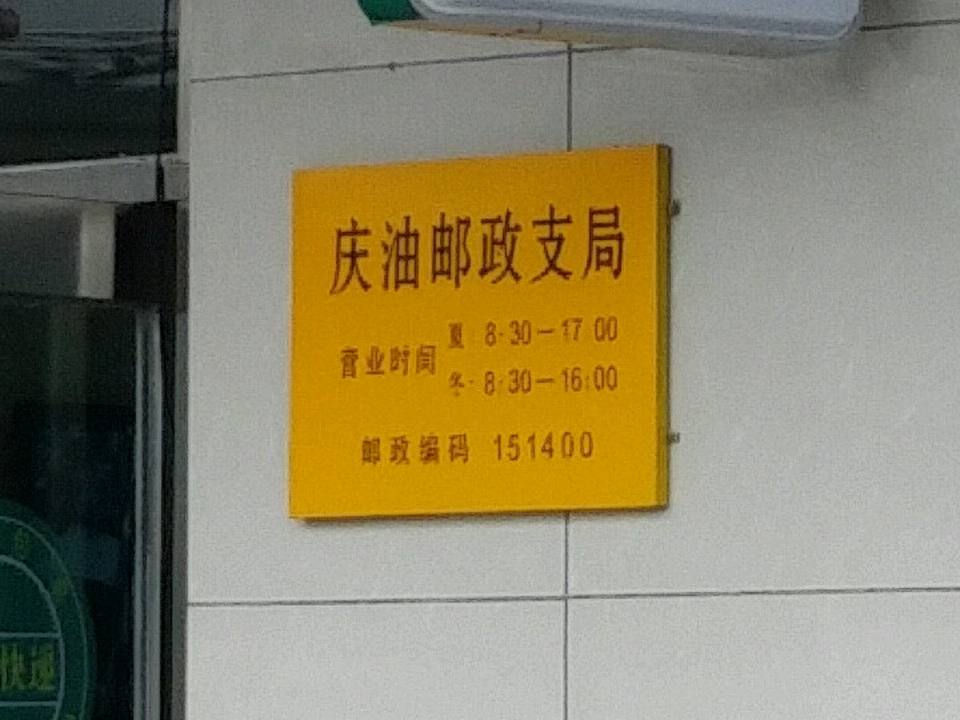 庆油邮政支局
营业时间
夏 8:30—17:00
冬: 8:30—16:00
邮政编码 151400
快速